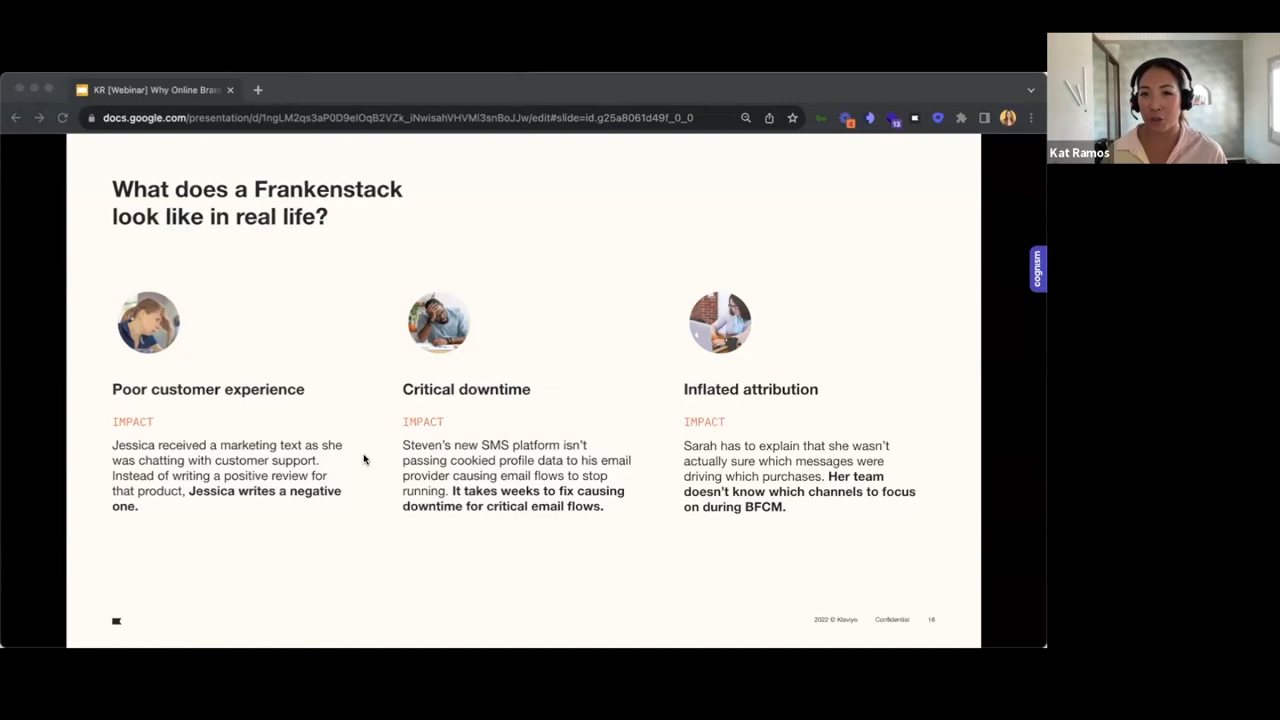 KR [Webinar] Why Online Bran
docs.google.com/presentation/d/1ngLM2qs3aP0D9elOqB2VZk_iNwisahVHVMi3snBoJJw/edit#slide=id.g25a8061d49f_0_0
4
13
Kat Ramos
What does a Frankenstack
look like in real life?
cognism
Poor customer experience
IMPACT
Jessica received a marketing text as she
was chatting with customer support.
Instead of writing a positive review for
that product, Jessica writes a negative
one.
Critical downtime
IMPACT
Steven's new SMS platform isn't
passing cookied profile data to his email
provider causing email flows to stop
running. It takes weeks to fix causing
downtime for critical email flows.
Inflated attribution
IMPACT
Sarah has to explain that she wasn't
actually sure which messages were
driving which purchases. Her team
doesn't know which channels to focus
on during BFCM.
2022 © Klaviyo Confidential 16